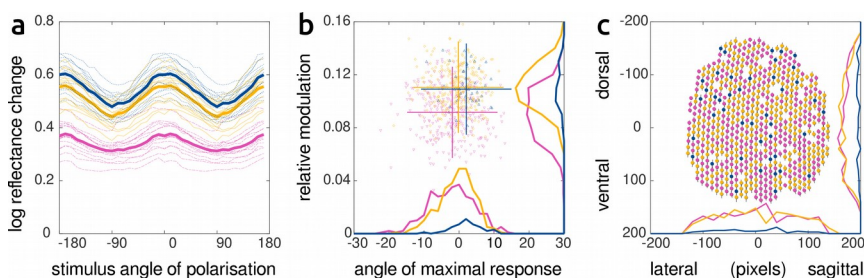 a
log reflectance change
0.8
0.6
0.4
0.2
0
-180 -90 0 90 180
stimulus angle of polarisation
b
relative modulation
0.16
0.12
0.08
0.04
0
-30 -20 -10 0 10 20 30
angle of maximal response
c
ventral dorsal
-200
-100
0
100
200
-200 -100 0 100 200
lateral (pixels) sagittal